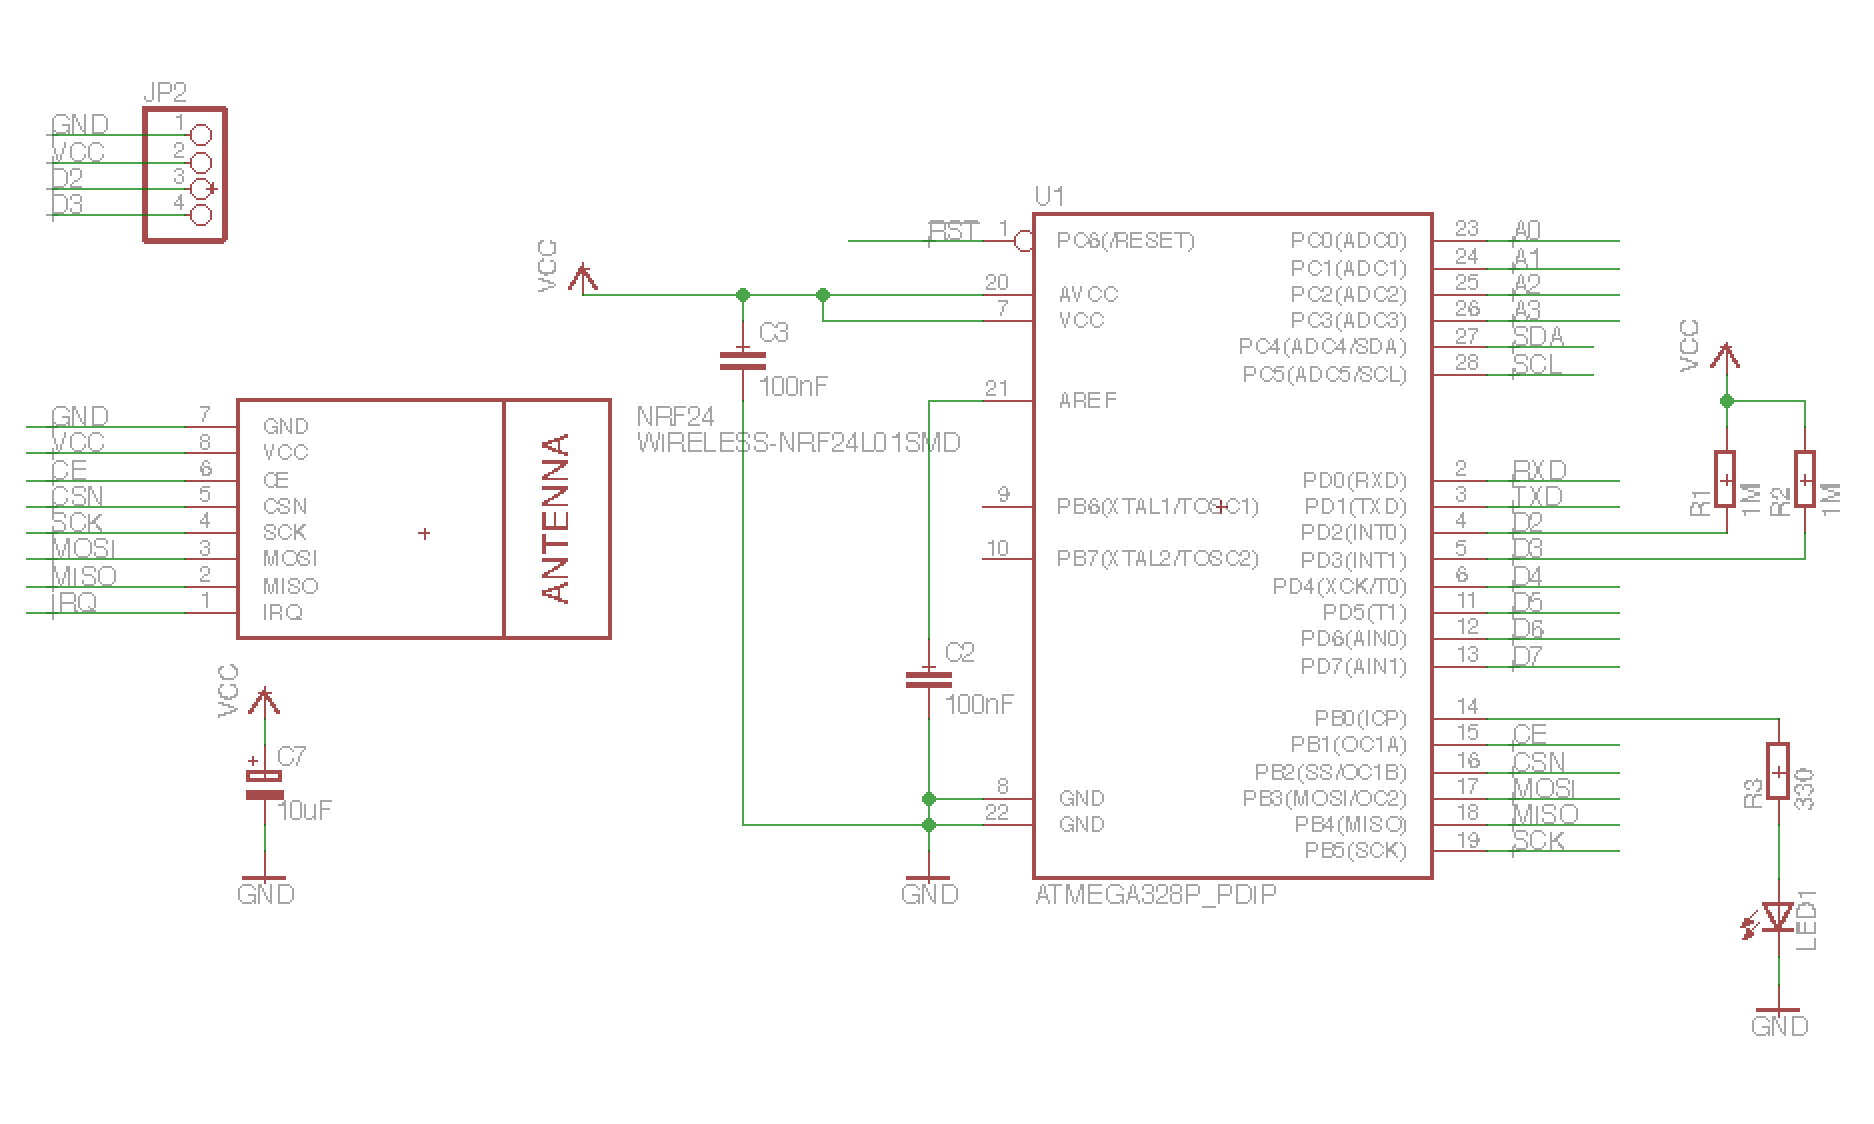 JP2
GND 1
VCC 2
D2 3
D3 4
GND 7 GND
VCC 8 VCC
CE 6 CE
CSN 5 CSN
SCK 4 SCK
MOSI 3 MOSI
MISO 2 MISO
IRQ 1 IRQ
ANTENNA
NRF24
WIRELESS-NRF24L01SMD
VCC
C7
10uF
GND
VCC
C3
100nF
C2
100nF
GND
U1
RST 1 PC6(/RESET)
20 AVCC
7 VCC
21 AREF
9 PB6(XTAL1/TOSC1)
10 PB7(XTAL2/TOSC2)
8 GND
22 GND
PC0(ADC0) 23 A0
PC1(ADC1) 24 A1
PC2(ADC2) 25 A2
PC3(ADC3) 26 A3
PC4(ADC4/SDA) 27 SDA
PC5(ADC5/SCL) 28 SCL
PD0(RXD) 2 RXD
PD1(TXD) 3 TXD
PD2(INT0) 4 D2
PD3(INT1) 5 D3
PD4(XCK/T0) 6 D4
PD5(T1) 11 D5
PD6(AIN0) 12 D6
PD7(AIN1) 13 D7
PB0(ICP) 14
PB1(OC1A) 15 CE
PB2(SS/OC1B) 16 CSN
PB3(MOSI/OC2) 17 MOSI
PB4(MISO) 18 MISO
PB5(SCK) 19 SCK
ATMEGA328P_PDIP
VCC
R1
1M
R2
1M
R3
330
LED1
GND